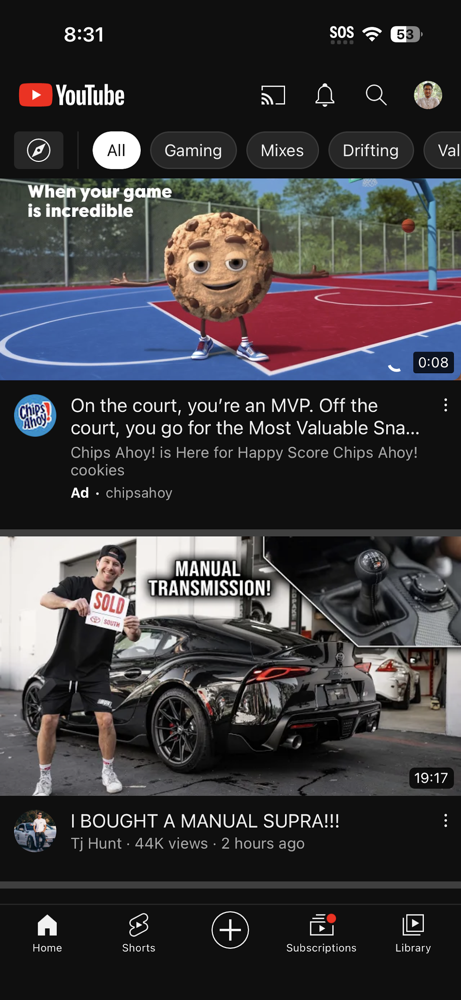 8:31
SOS
53
YouTube
All
Gaming
Mixes
Drifting
Val
When your game
is incredible
0:08
Chips
Ahoy!
On the court, you’re an MVP. Off the
court, you go for the Most Valuable Sna...
Chips Ahoy! is Here for Happy Score Chips Ahoy!
cookies
Ad · chipsahoy
MANUAL
TRANSMISSION!
SOLD
SOUTH
HUNT
19:17
I BOUGHT A MANUAL SUPRA!!!
Tj Hunt · 44K views · 2 hours ago
Home
Shorts
Subscriptions
Library